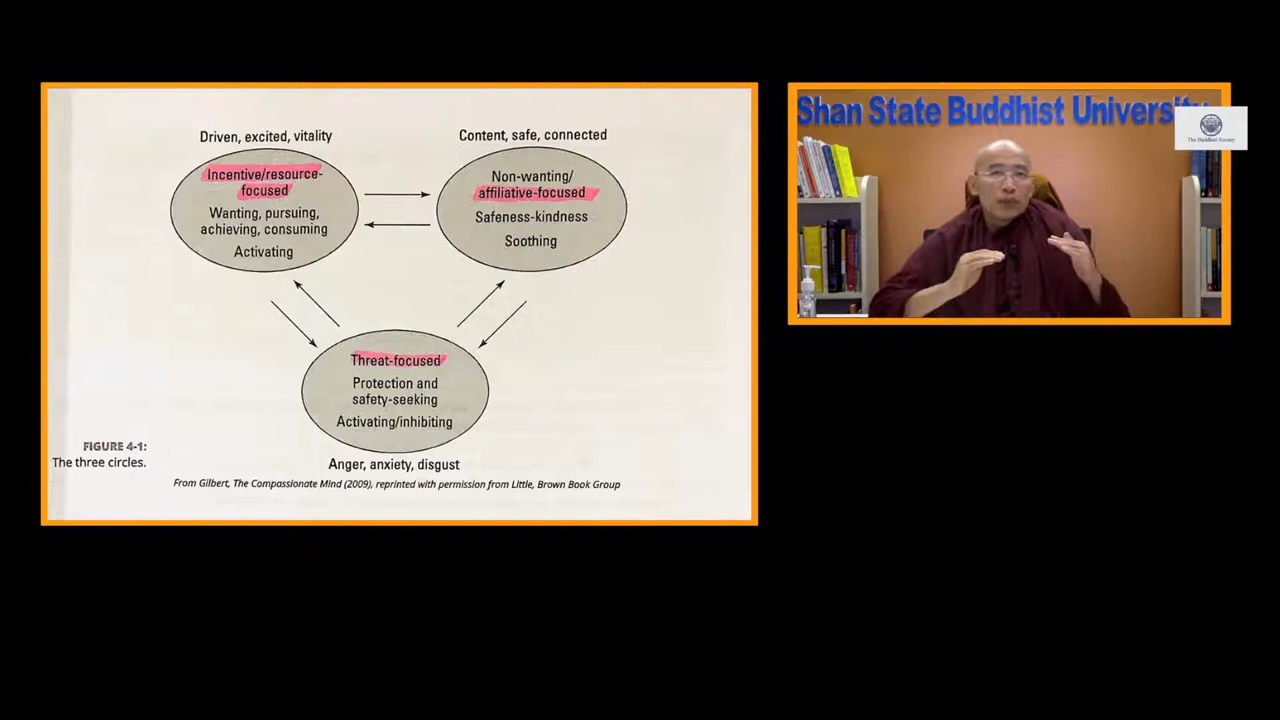 Driven, excited, vitality
Incentive/resource-
focused
Wanting, pursuing,
achieving, consuming
Activating
Content, safe, connected
Non-wanting/
affiliative-focused
Safeness-kindness
Soothing
Threat-focused
Protection and
safety-seeking
Activating/inhibiting
Anger, anxiety, disgust
FIGURE 4-1:
The three circles.
From Gilbert, The Compassionate Mind (2009), reprinted with permission from Little, Brown Book Group
Shan State Buddhist University
The Buddhist Society